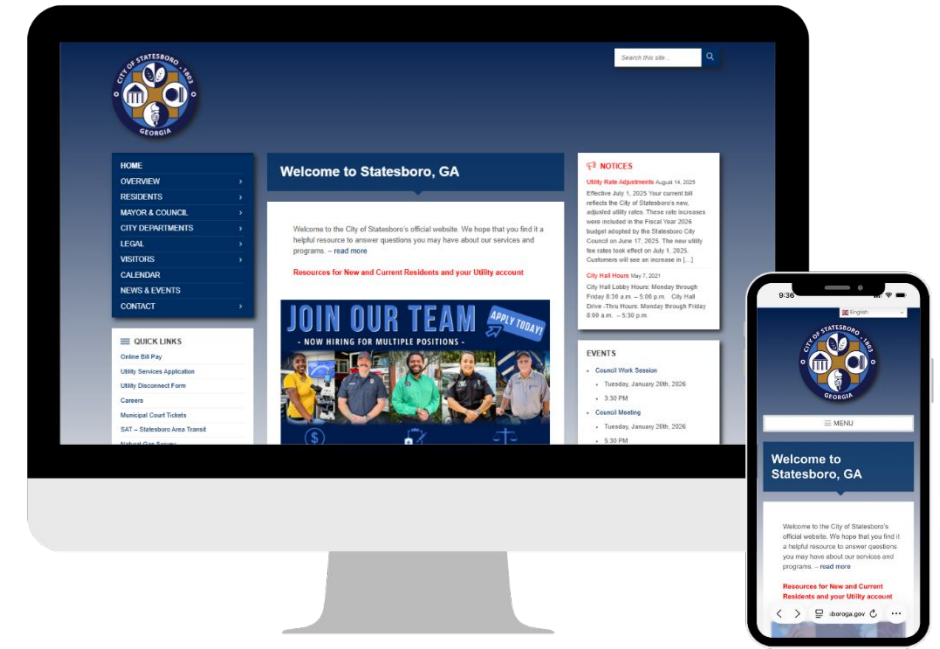 CITY OF STATESBORO · 1803
GEORGIA
Search this site ...
HOME
OVERVIEW
RESIDENTS
MAYOR & COUNCIL
CITY DEPARTMENTS
LEGAL
VISITORS
CALENDAR
NEWS & EVENTS
CONTACT
QUICK LINKS
Online Bill Pay
Utility Services Application
Utility Disconnect Form
Careers
Municipal Court Tickets
SAT – Statesboro Area Transit
Natural Gas Survey
Welcome to Statesboro, GA
Welcome to the City of Statesboro's official website. We hope that you find it a
helpful resource to answer questions you may have about our services and
programs. – read more
Resources for New and Current Residents and your Utility account
JOIN OUR TEAM
APPLY TODAY!
- NOW HIRING FOR MULTIPLE POSITIONS -
NOTICES
Utility Rate Adjustments August 14, 2025
Effective July 1, 2025 Your current bill
reflects the City of Statesboro's new,
adjusted utility rates. These rate increases
were included in the Fiscal Year 2026
budget adopted by the Statesboro City
Council on June 17, 2025. The new utility
fee rates took effect on July 1, 2025.
Customers will see an increase in [...]
City Hall Hours May 7, 2021
City Hall Lobby Hours: Monday through
Friday 8:30 a.m. – 5:00 p.m. City Hall
Drive -Thru Hours: Monday through Friday
8:00 a.m. – 5:30 p.m.
EVENTS
Council Work Session
Tuesday, January 20th, 2026
3:30 PM
Council Meeting
Tuesday, January 20th, 2026
5:30 PM
9:36
English
CITY OF STATESBORO · 1803
GEORGIA
MENU
Welcome to
Statesboro, GA
Welcome to the City of Statesboro's
official website. We hope that you find it
a helpful resource to answer questions
you may have about our services and
programs. – read more
Resources for New and Current
Residents and your Utility account
boroga.gov